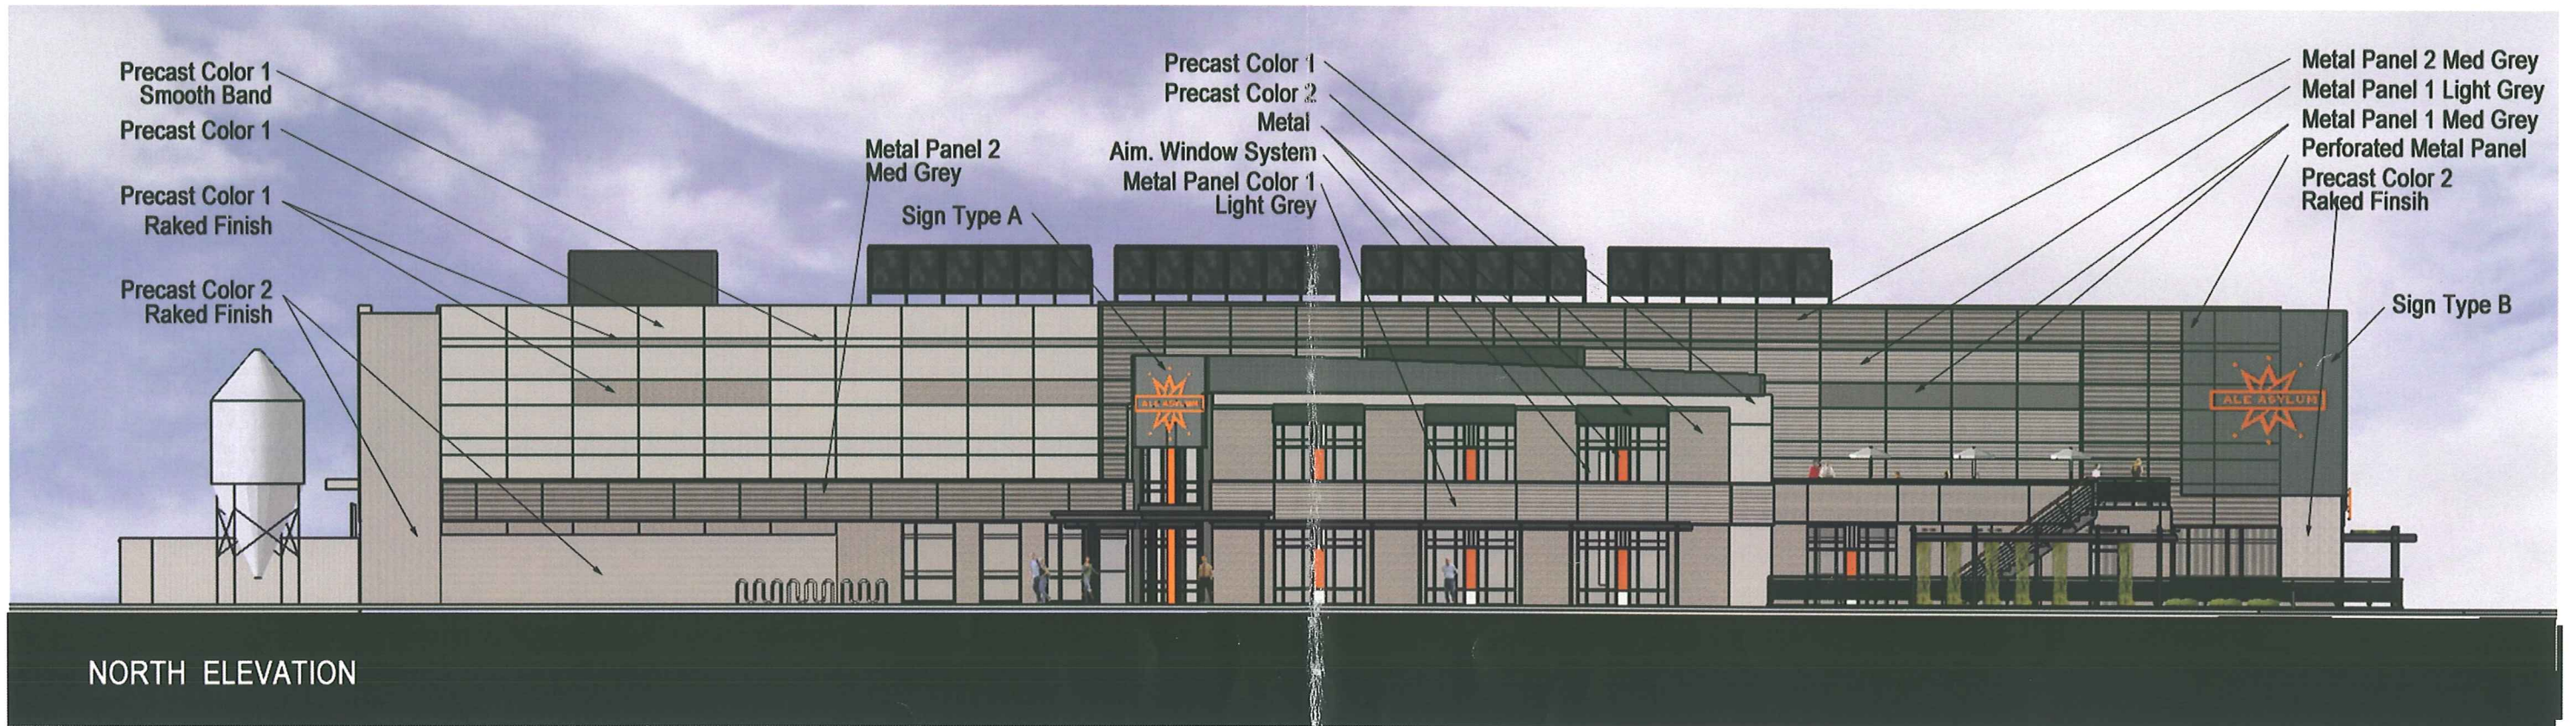 Precast Color 1
Smooth Band
Precast Color 1
Precast Color 1
Raked Finish
Precast Color 2
Raked Finish
Metal Panel 2
Med Grey
Sign Type A
Precast Color 1
Precast Color 2
Metal
Aim. Window System
Metal Panel Color 1
Light Grey
Metal Panel 2 Med Grey
Metal Panel 1 Light Grey
Metal Panel 1 Med Grey
Perforated Metal Panel
Precast Color 2
Raked Finsih
Sign Type B
ALE ASYLUM
ALE ASYLUM
NORTH ELEVATION